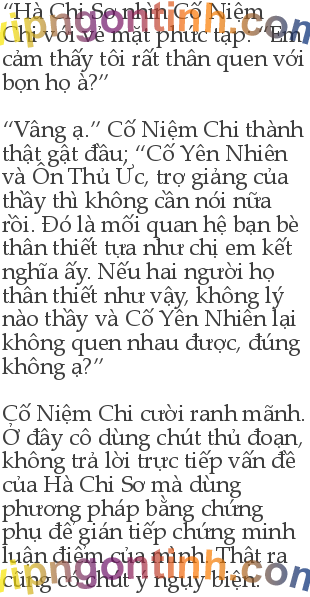 “Hà Chi Sơ nhìn Cố Niệm
Chi với vẻ mặt phức tạp: “Em
cảm thấy tôi rất thân quen với
bọn họ à?”
“Vâng ạ.” Cố Niệm Chi thành
thật gật đầu; “Cố Yên Nhiên
và Ôn Thủ Ức, trợ giảng của
thầy thì không cần nói nữa
rồi. Đó là mối quan hệ bạn bè
thân thiết tựa như chị em kết
nghĩa ấy. Nếu hai người họ
thân thiết như vậy, không lý
nào thầy và Cố Yên Nhiên lại
không quen nhau được, đúng
không ạ?”
Cố Niệm Chi cười ranh mãnh.
Ở đây cô dùng chút thủ đoạn,
không trả lời trực tiếp vấn đề
của Hà Chi Sơ mà dùng
phương pháp bằng chứng
phụ để gián tiếp chứng minh
luận điểm của mình. Thật ra
cũng có chút ý ngụy biện.